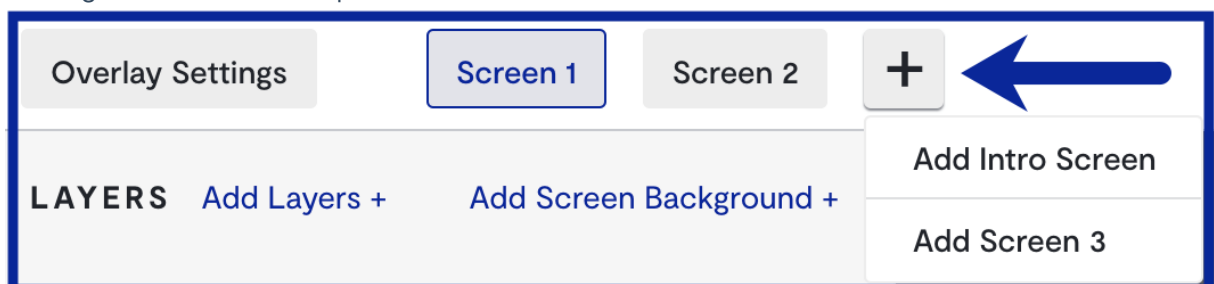 Overlay Settings
Screen 1
Screen 2
+
Add Intro Screen
LAYERS
Add Layers +
Add Screen Background +
Add Screen 3